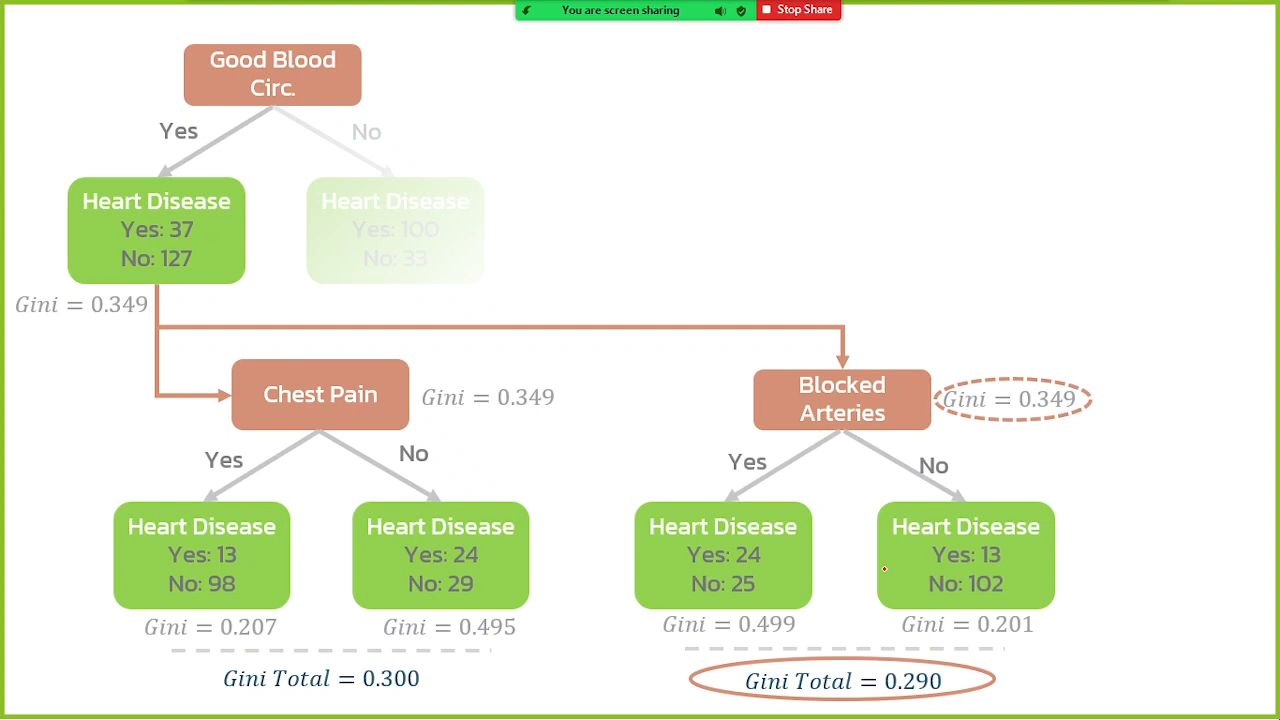 You are screen sharing
Stop Share
Good Blood
Circ.
Yes
No
Heart Disease
Yes: 37
No: 127
Heart Disease
Yes: 100
No: 33
Gini = 0.349
Chest Pain
Gini = 0.349
Blocked
Arteries
Gini = 0.349
Yes
No
Yes
No
Heart Disease
Yes: 13
No: 98
Heart Disease
Yes: 24
No: 29
Heart Disease
Yes: 24
No: 25
Heart Disease
Yes: 13
No: 102
Gini = 0.207
Gini = 0.495
Gini = 0.499
Gini = 0.201
Gini Total = 0.300
Gini Total = 0.290